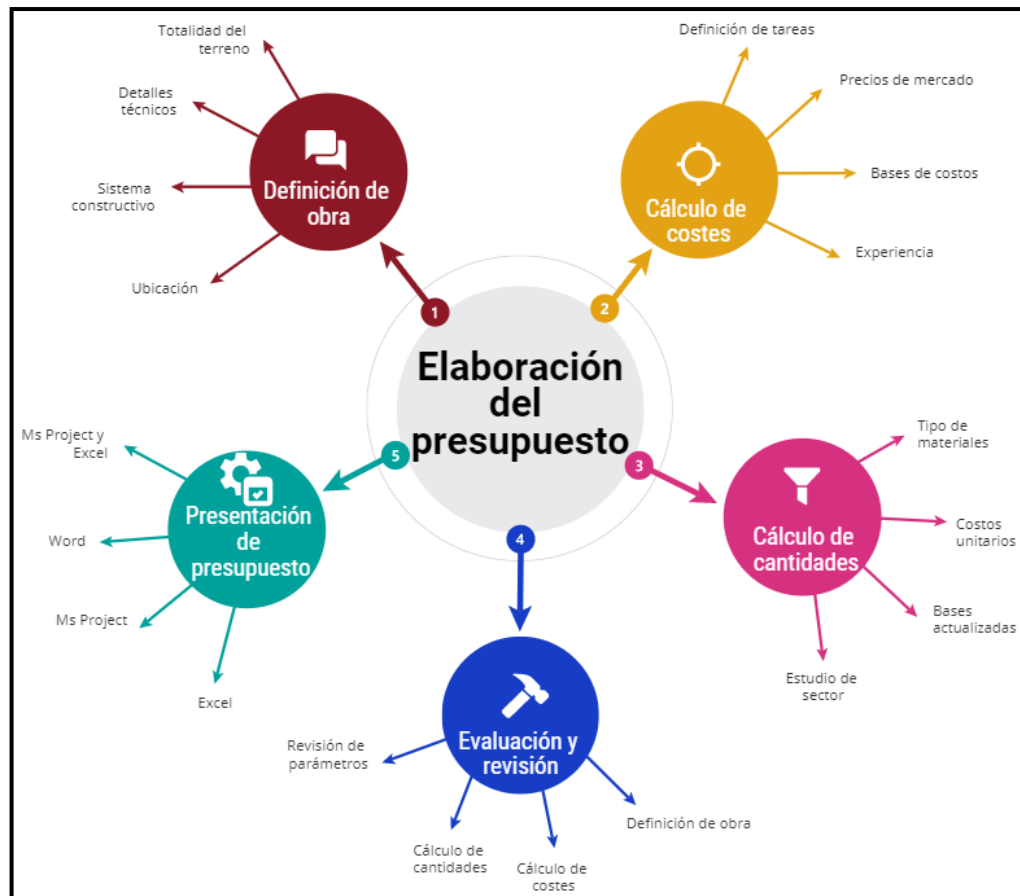 Elaboración
del
presupuesto
1
Definición de
obra
Totalidad del
terreno
Detalles
técnicos
Sistema
constructivo
Ubicación
2
Cálculo de
costes
Definición de tareas
Precios de mercado
Bases de costos
Experiencia
3
Cálculo de
cantidades
Tipo de
materiales
Costos
unitarios
Bases
actualizadas
Estudio de
sector
4
Evaluación y
revisión
Revisión de
parámetros
Cálculo de
cantidades
Cálculo de
costes
Definición de obra
5
Presentación
de
presupuesto
Ms Project y
Excel
Word
Ms Project
Excel